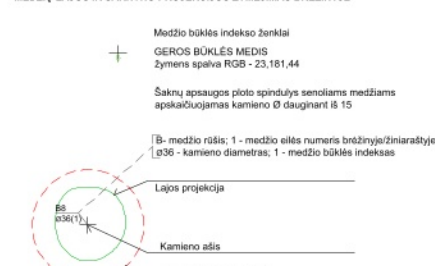 Medžio būklės indekso ženklai
GEROS BŪKLĖS MEDIS
žymens spalva RGB - 23,181,44
Šaknų apsaugos ploto spindulys senoliams medžiams
apskaičiuojamas kamieno Ø dauginant iš 15
B- medžio rūšis; 1 - medžio eilės numeris brėžinyje/žiniaraštyje
ø36 - kamieno diametras; 1 - medžio būklės indeksas
Lajos projekcija
B8
ø36(1)
Kamieno ašis